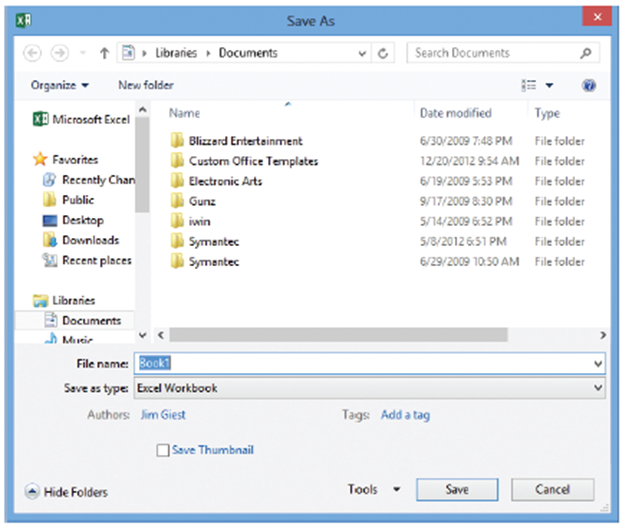 Save As
Libraries Documents
Search Documents
Organize
New folder
Microsoft Excel
Favorites
Recently Chan
Public
Desktop
Downloads
Recent places
Libraries
Documents
Music
Name Date modified Type
Blizzard Entertainment 6/30/2009 7:48 PM File folder
Custom Office Templates 12/20/2012 9:54 AM File folder
Electronic Arts 6/19/2009 5:53 PM File folder
Gunz 9/17/2009 8:30 PM File folder
iwin 5/14/2009 6:52 PM File folder
Symantec 5/8/2012 6:51 PM File folder
Symantec 6/29/2009 10:50 AM File folder
File name: Book1
Save as type: Excel Workbook
Authors: Jim Giest Tags: Add a tag
Save Thumbnail
Hide Folders Tools Save Cancel